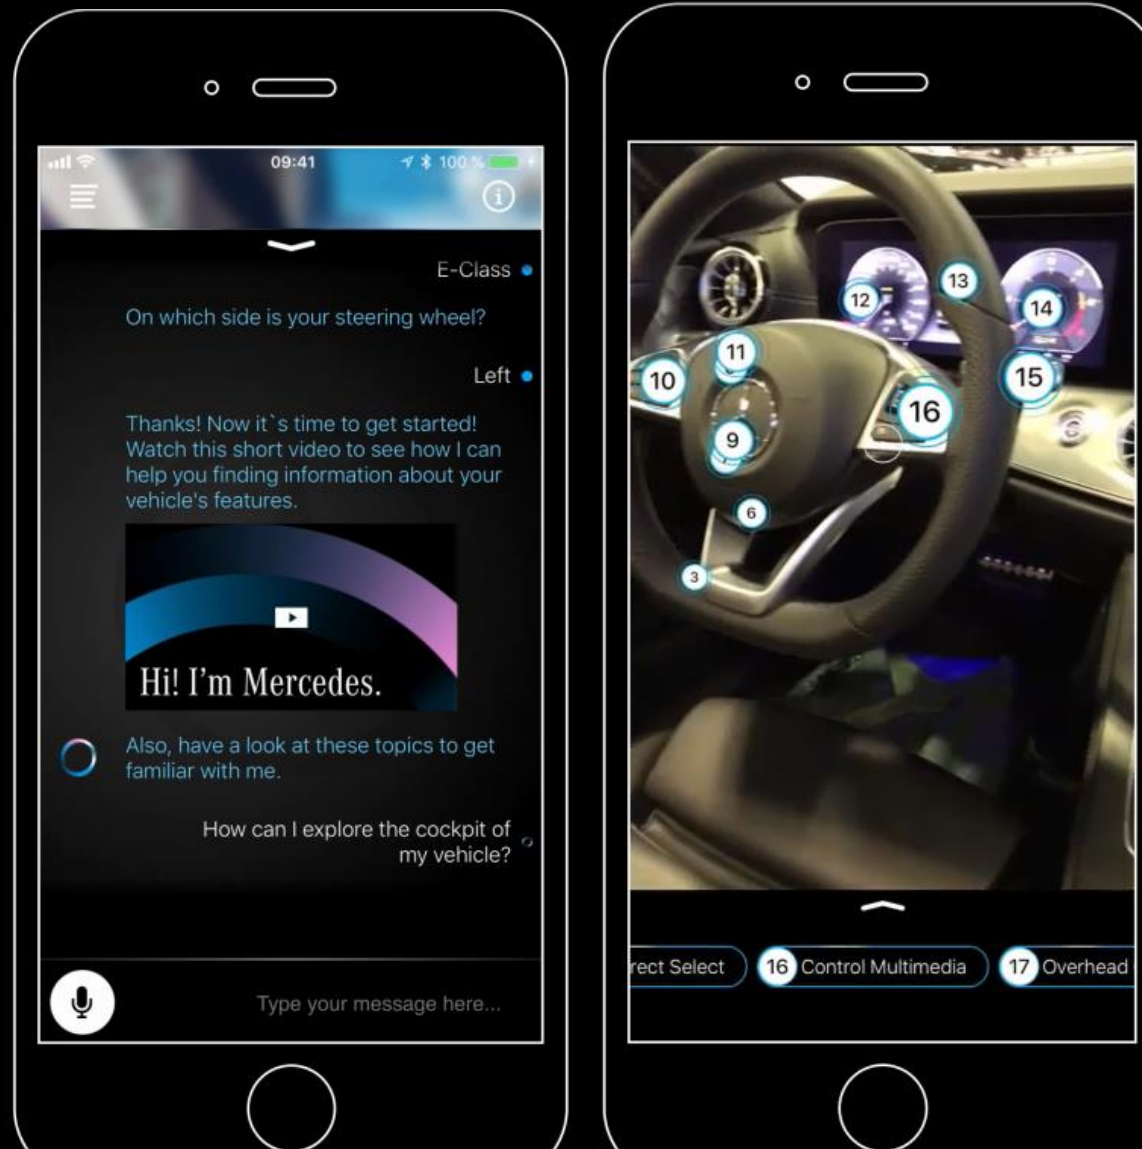 09:41
100 %
E-Class
On which side is your steering wheel?
Left
Thanks! Now it`s time to get started!
Watch this short video to see how I can
help you finding information about your
vehicle's features.
Hi! I'm Mercedes.
Also, have a look at these topics to get
familiar with me.
How can I explore the cockpit of
my vehicle?
Type your message here...
13
12
14
11
10
15
16
9
6
3
rect Select
16 Control Multimedia
17 Overhead